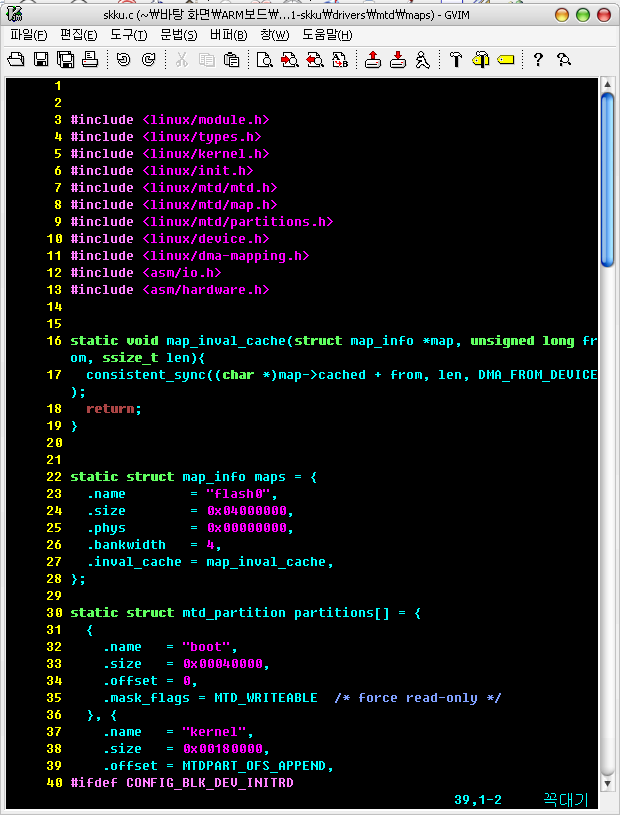 skku.c (~₩바탕 화면₩ARM보드₩...1-skku₩drivers₩mtd₩maps) - GVIM
파일(F) 편집(E) 도구(T) 문법(S) 버퍼(B) 창(W) 도움말(H)
1
2
3 #include <linux/module.h>
4 #include <linux/types.h>
5 #include <linux/kernel.h>
6 #include <linux/init.h>
7 #include <linux/mtd/mtd.h>
8 #include <linux/mtd/map.h>
9 #include <linux/mtd/partitions.h>
10 #include <linux/device.h>
11 #include <linux/dma-mapping.h>
12 #include <asm/io.h>
13 #include <asm/hardware.h>
14
15
16 static void map_inval_cache(struct map_info *map, unsigned long fr
om, ssize_t len){
17   consistent_sync((char *)map->cached + from, len, DMA_FROM_DEVICE
);
18   return;
19 }
20
21
22 static struct map_info maps = {
23   .name        = "flash0",
24   .size        = 0x04000000,
25   .phys        = 0x00000000,
26   .bankwidth   = 4,
27   .inval_cache = map_inval_cache,
28 };
29
30 static struct mtd_partition partitions[] = {
31   {
32     .name   = "boot",
33     .size   = 0x00040000,
34     .offset = 0,
35     .mask_flags = MTD_WRITEABLE  /* force read-only */
36   }, {
37     .name   = "kernel",
38     .size   = 0x00180000,
39     .offset = MTDPART_OFS_APPEND,
40 #ifdef CONFIG_BLK_DEV_INITRD
39,1-2 꼭대기